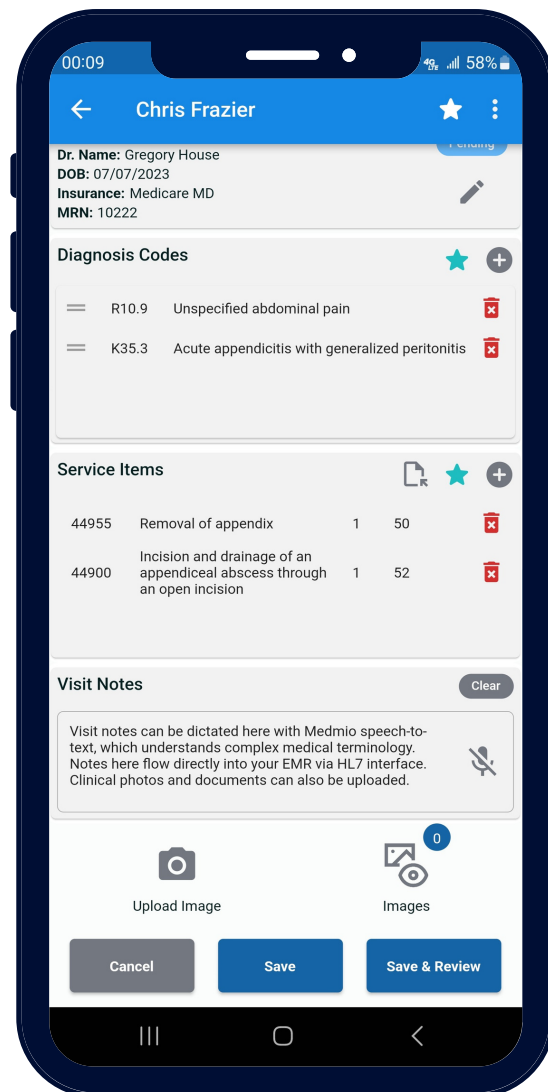 00:09
4G LTE 58%
Chris Frazier
Pending
Dr. Name: Gregory House
DOB: 07/07/2023
Insurance: Medicare MD
MRN: 10222
Diagnosis Codes
R10.9 Unspecified abdominal pain
K35.3 Acute appendicitis with generalized peritonitis
Service Items
44955 Removal of appendix 1 50
Incision and drainage of an
44900 appendiceal abscess through 1 52
an open incision
Visit Notes
Clear
Visit notes can be dictated here with Medmio speech-to-
text, which understands complex medical terminology.
Notes here flow directly into your EMR via HL7 interface.
Clinical photos and documents can also be uploaded.
0
Upload Image Images
Cancel Save Save & Review